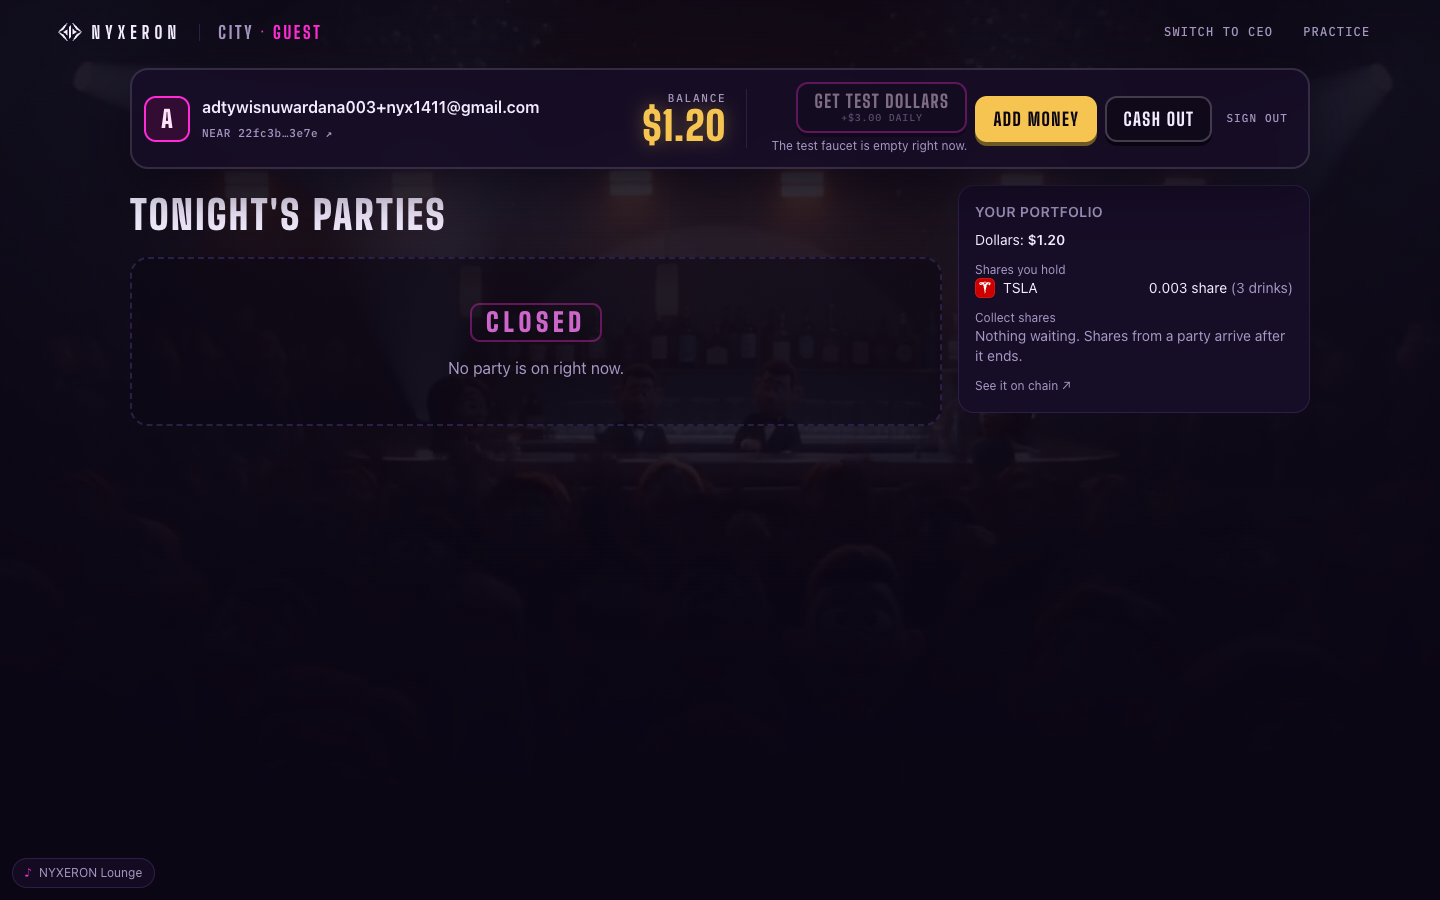 NYXERON
CITY · GUEST
SWITCH TO CEO
PRACTICE
A
adtywisnuwardana003+nyx1411@gmail.com
NEAR 22fc3b…3e7e ↗
BALANCE
$1.20
GET TEST DOLLARS
+$3.00 DAILY
The test faucet is empty right now.
ADD MONEY
CASH OUT
SIGN OUT
TONIGHT'S PARTIES
CLOSED
No party is on right now.
YOUR PORTFOLIO
Dollars: $1.20
Shares you hold
TSLA 0.003 share (3 drinks)
Collect shares
Nothing waiting. Shares from a party arrive after
it ends.
See it on chain ↗
♪ NYXERON Lounge